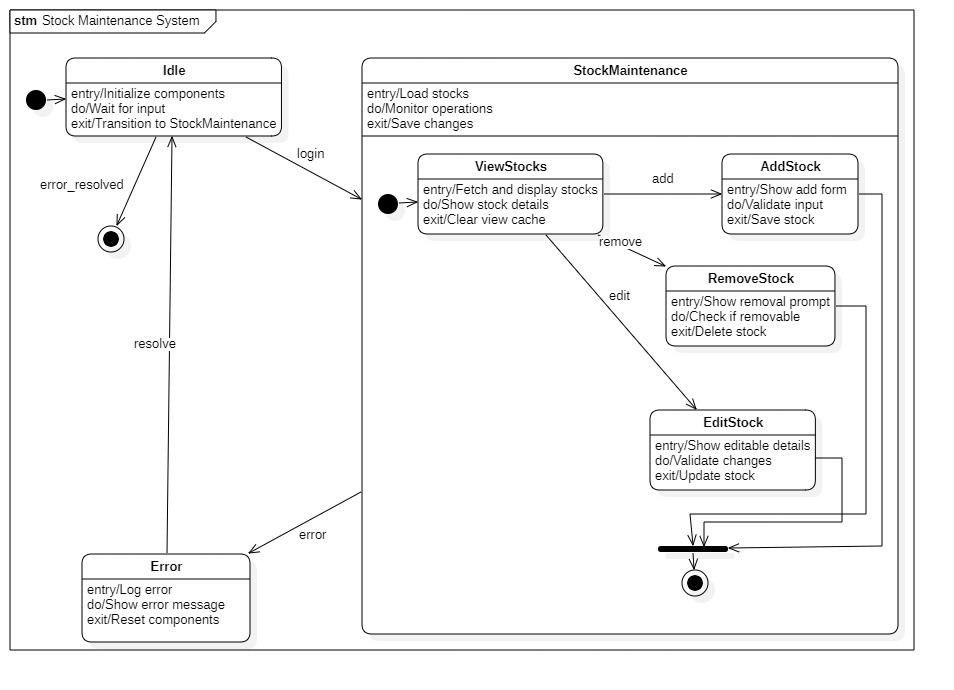 stm Stock Maintenance System
Idle
entry/Initialize components
do/Wait for input
exit/Transition to StockMaintenance
StockMaintenance
entry/Load stocks
do/Monitor operations
exit/Save changes
login
error_resolved
ViewStocks
entry/Fetch and display stocks
do/Show stock details
exit/Clear view cache
add
AddStock
entry/Show add form
do/Validate input
exit/Save stock
remove
RemoveStock
entry/Show removal prompt
do/Check if removable
exit/Delete stock
edit
resolve
EditStock
entry/Show editable details
do/Validate changes
exit/Update stock
error
Error
entry/Log error
do/Show error message
exit/Reset components